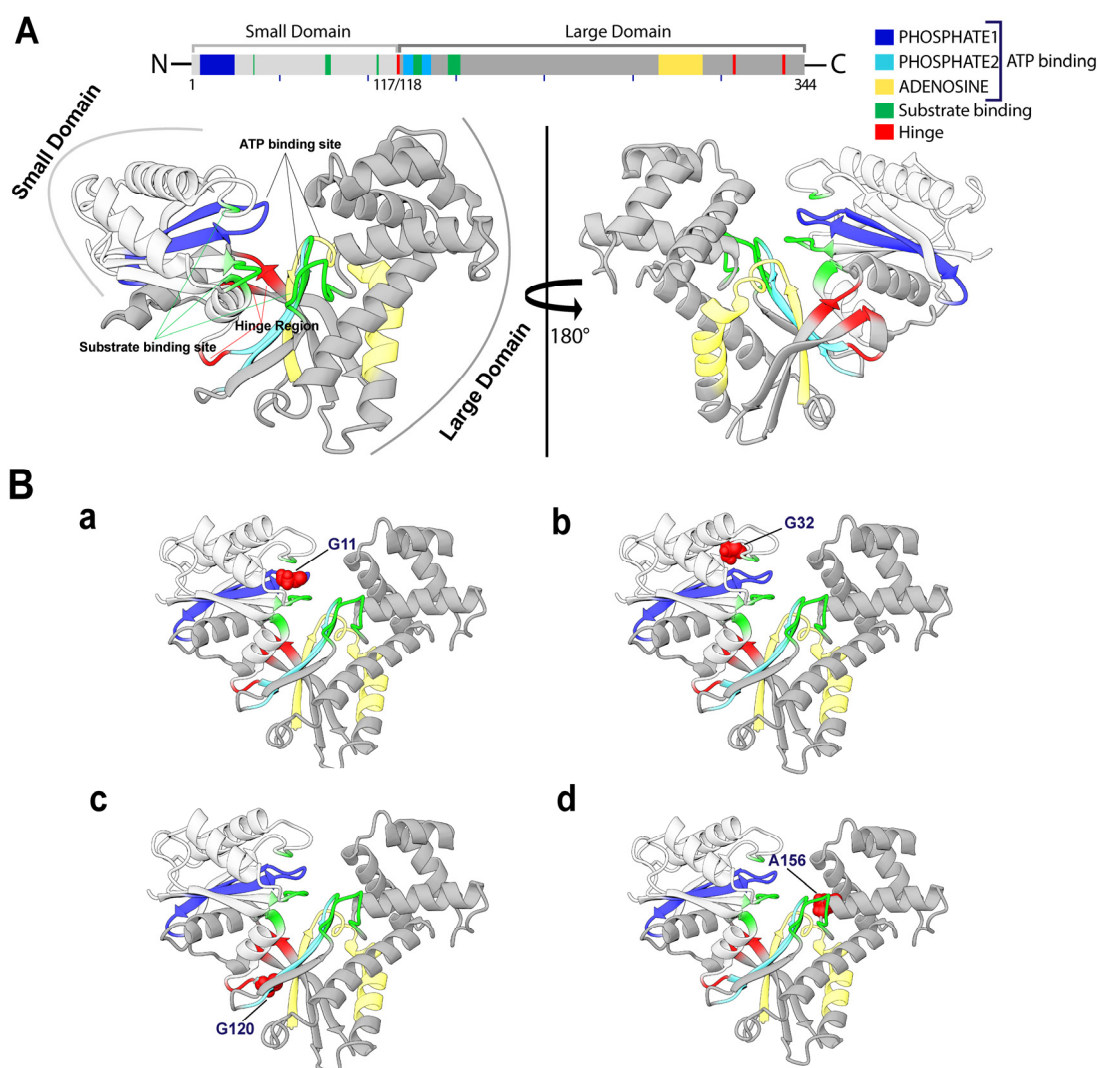 A
Small Domain
Large Domain
N
C
1
117/118
344
PHOSPHATE1
PHOSPHATE2
ADENOSINE
ATP binding
Substrate binding
Hinge
Small Domain
ATP binding site
Hinge Region
Substrate binding site
Large Domain
180°
B
a
G11
b
G32
c
G120
d
A156